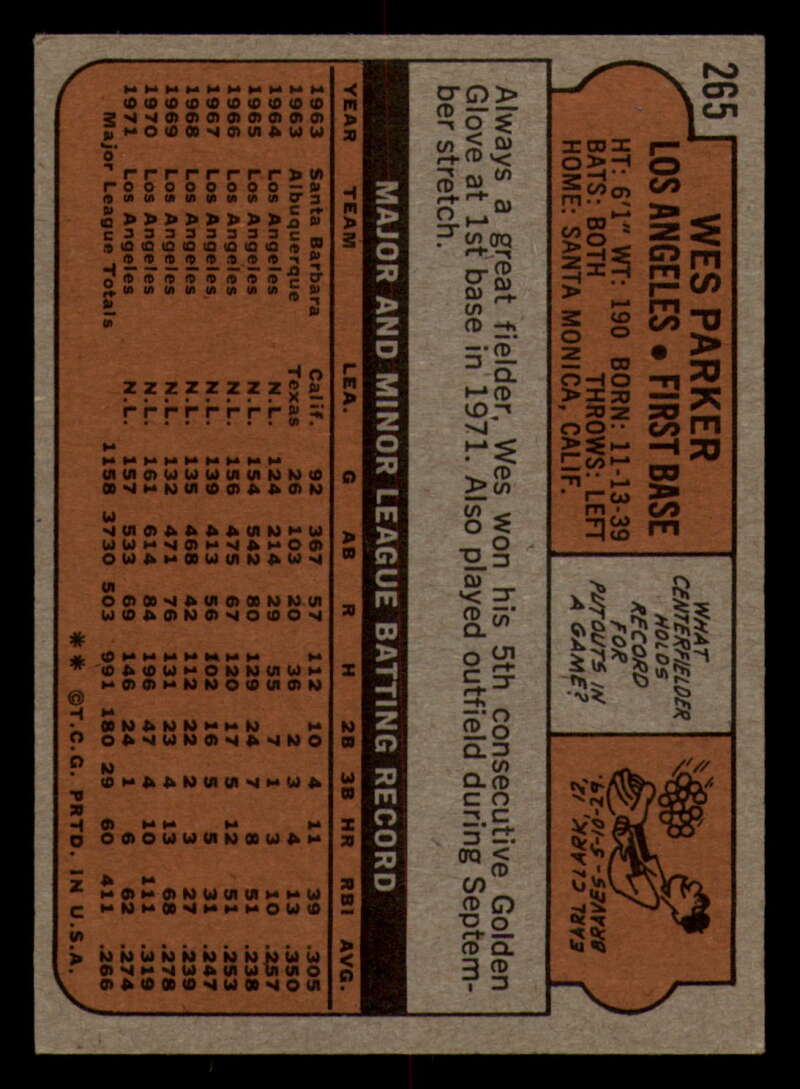 265
WES PARKER
LOS ANGELES • FIRST BASE
HT: 6'1" WT: 190 BORN: 11-13-39
BATS: BOTH THROWS: LEFT
HOME: SANTA MONICA, CALIF.
WHAT
CENTERFIELDER
HOLDS
RECORD
FOR
PUTOUTS IN
A GAME?
EARL CLARK, 12,
BRAVES-5-10-29.
Always a great fielder, Wes won his 5th consecutive Golden
Glove at 1st base in 1971. Also played outfield during Septem-
ber stretch.
MAJOR AND MINOR LEAGUE BATTING RECORD
YEAR TEAM LEA. G AB R H 2B 3B HR RBI AVG.
1963 Santa Barbara Calif. 92 367 57 112 10 4 11 39 .305
1963 Albuquerque Texas 26 103 20 36 2 3 4 13 .350
1964 Los Angeles N.L. 124 214 29 55 7 1 3 10 .257
1965 Los Angeles N.L. 154 542 80 129 24 7 8 51 .238
1966 Los Angeles N.L. 156 475 67 120 17 5 12 51 .253
1967 Los Angeles N.L. 139 413 56 102 16 5 5 31 .247
1968 Los Angeles N.L. 135 468 42 112 22 2 3 27 .239
1969 Los Angeles N.L. 132 471 76 131 23 4 13 68 .278
1970 Los Angeles N.L. 161 614 84 196 47 4 10 111 .319
1971 Los Angeles N.L. 157 533 69 146 24 1 6 62 .274
Major League Totals 1158 3730 503 991 180 29 60 411 .266
** ©T.C.G. PRTD. IN U.S.A.